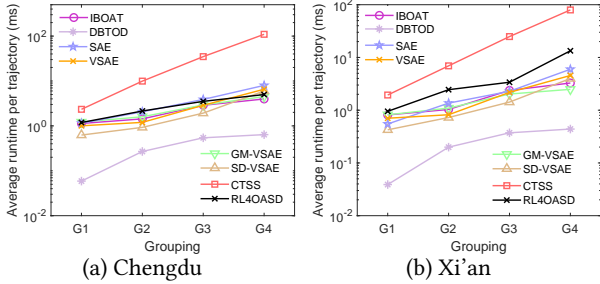 Average runtime per trajectory (ms)
10^2
10^0
10^-2
IBOAT
DBTOD
SAE
VSAE
GM-VSAE
SD-VSAE
CTSS
RL4OASD
G1 G2 G3 G4
Grouping
(a) Chengdu
Average runtime per trajectory (ms)
10^2
10^1
10^0
10^-1
10^-2
IBOAT
DBTOD
SAE
VSAE
GM-VSAE
SD-VSAE
CTSS
RL4OASD
G1 G2 G3 G4
Grouping
(b) Xi'an